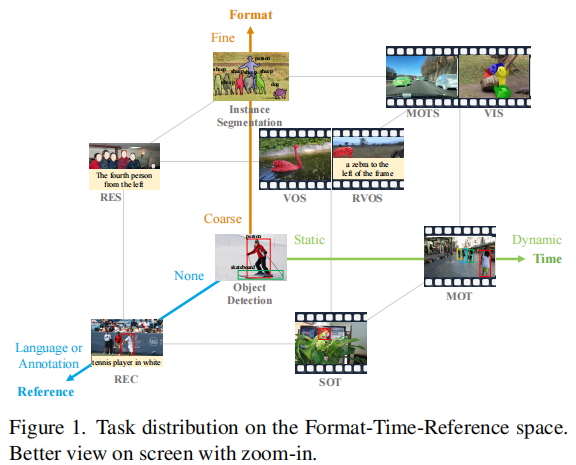 Format
Fine
person
sheep
sheep
sheep
sheep
sheep
dog
Instance
Segmentation
MOTS
VIS
The fourth person
from the left
RES
a zebra to the
left of the frame
VOS
RVOS
Coarse
person
skateboard
Static
Dynamic
Time
None
Object
Detection
MOT
Language or
Annotation
tennis player in white
REC
SOT
Reference
Figure 1. Task distribution on the Format-Time-Reference space.
Better view on screen with zoom-in.